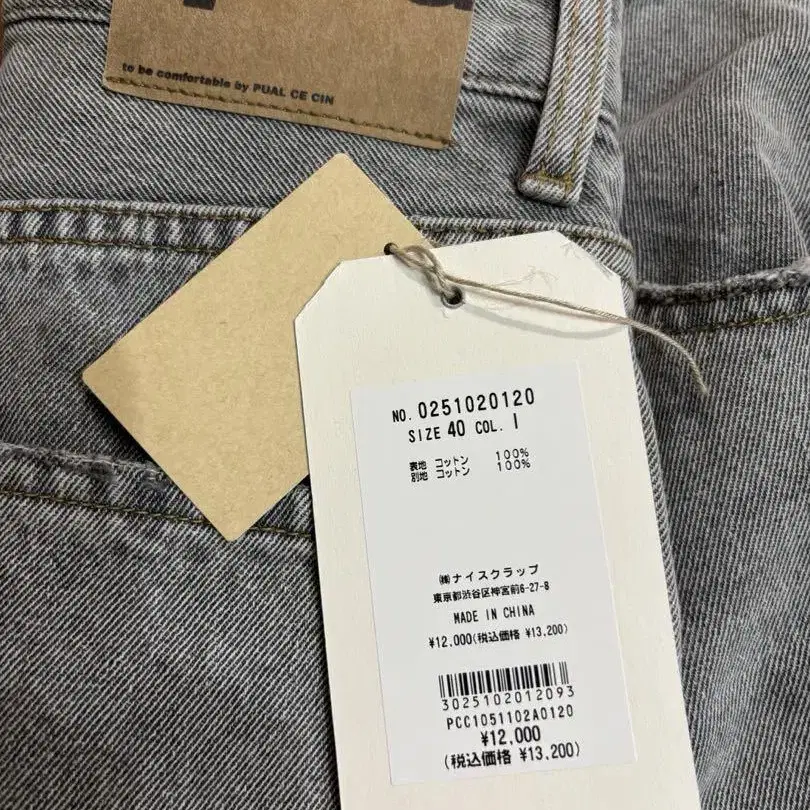 to be comfortable by PUAL CE CIN
NO. 0251020120
SIZE 40 COL. I
表地 コットン 100%
別地 コットン 100%
㈱ナイスクラップ
東京都渋谷区神宮前6-27-8
MADE IN CHINA
¥12,000(税込価格 ¥13,200)
3025102012093
PCC1051102A0120
¥12,000
(税込価格 ¥13,200)